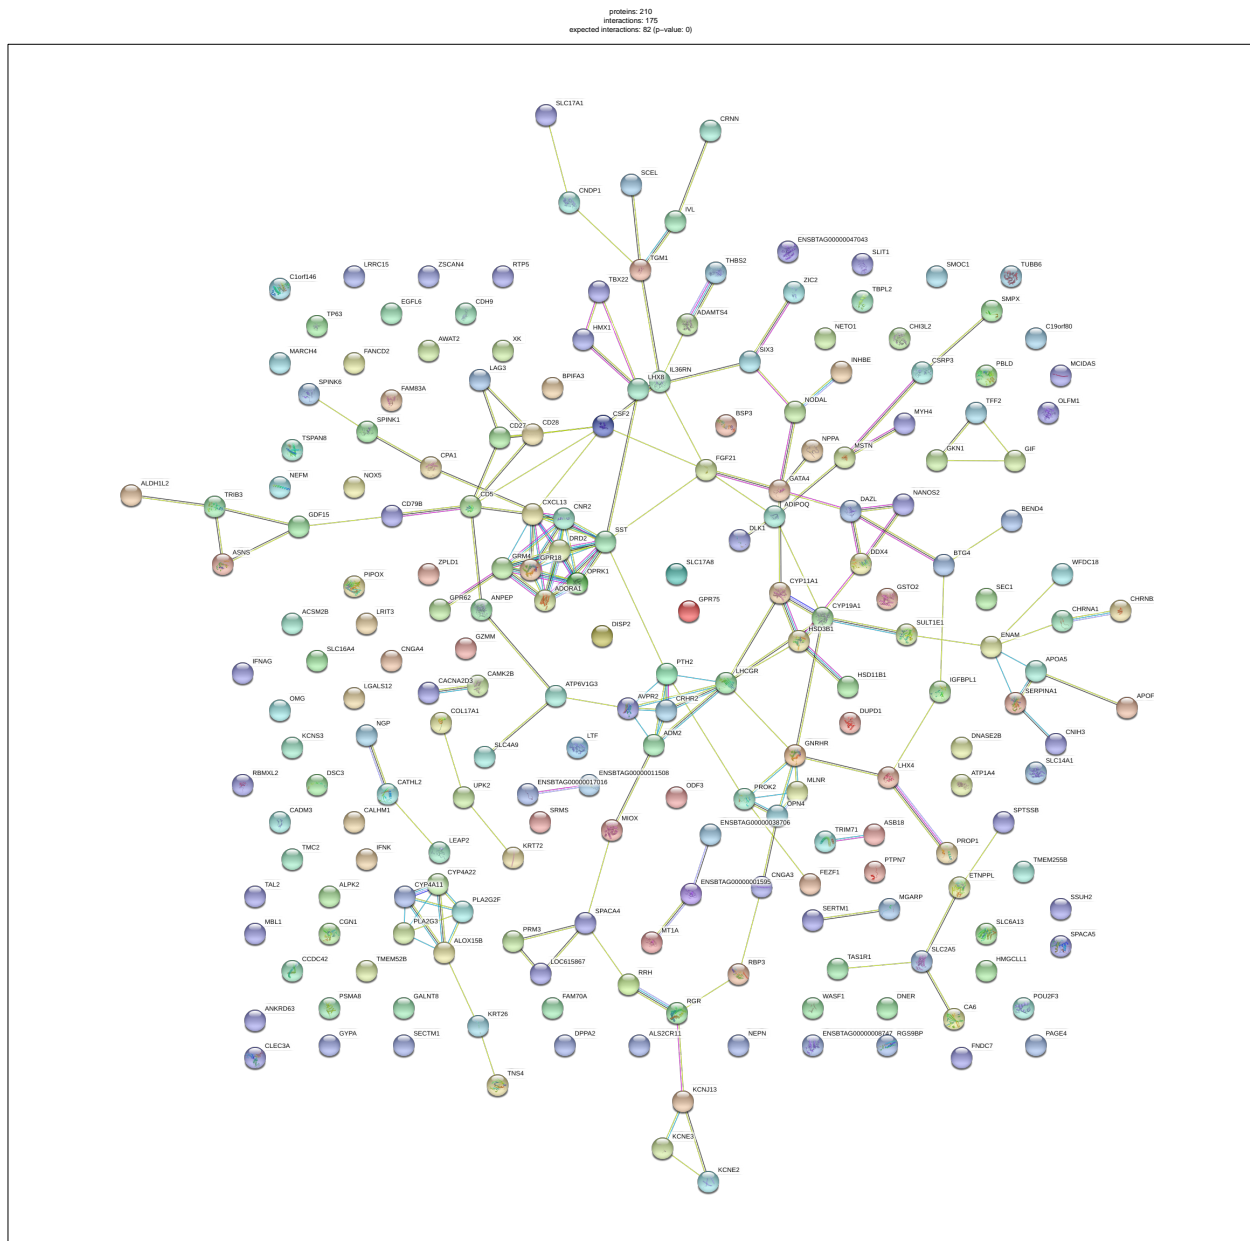 proteins: 210
interactions: 175
expected interactions: 82 (p−value: 0)
SLC17A1
CRNN
SCEL
CNDP1
IVL
ENSBTAG00000047043
SLIT1
TGM1
THBS2
C1orf146
LRRC15
ZSCAN4
RTP5
SMOC1
TUBB6
TBX22
ZIC2
TBPL2
EGFL6
CDH9
SMPX
TP63
ADAMTS4
NETO1
CHI3L2
C19orf80
HMX1
AWAT2
XK
MARCH4
FANCD2
SIX3
CSRP3
PBLD
MCIDAS
LAG3
LHX8
IL36RN
INHBE
SPINK6
FAM83A
BPIFA3
NODAL
TFF2
OLFM1
CD27
CD28
CSF2
BSP3
MYH4
SPINK1
NPPA
MSTN
TSPAN8
CPA1
FGF21
GKN1
GIF
NEFM
NOX5
GATA4
ALDH1L2
TRIB3
CD5
DAZL
NANOS2
GDF15
CD79B
CXCL13
CNR2
ADIPOQ
BEND4
DLK1
DRD2
SST
DDX4
BTG4
ASNS
GRM4
GPR18
OPRK1
ZPLD1
SLC17A8
WFDC18
PIPOX
ADORA1
CYP11A1
GSTO2
SEC1
GPR62
ANPEP
GPR75
CYP19A1
CHRNA1
CHRNB1
ACSM2B
LRIT3
DISP2
HSD3B1
SULT1E1
ENAM
GZMM
SLC16A4
CNGA4
PTH2
APOA5
IFNAG
CACNA2D3
CAMK2B
LHCGR
HSD11B1
IGFBPL1
LGALS12
ATP6V1G3
AVPR2
CRHR2
SERPINA1
APOF
OMG
COL17A1
DUPD1
NGP
ADM2
DNASE2B
CNIH3
KCNS3
SLC4A9
LTF
GNRHR
LHX4
SLC14A1
RBMXL2
DSC3
CATHL2
UPK2
ENSBTAG00000017016
ENSBTAG00000011508
ODF3
PROK2
MLNR
ATP1A4
OPN4
CADM3
CALHM1
SRMS
MIOX
ENSBTAG00000038706
TRIM71
ASB18
SPTSSB
LEAP2
KRT72
PROP1
TMC2
IFNK
PTPN7
TMEM255B
CYP4A22
FEZF1
ETNPPL
CYP4A11
CNGA3
TAL2
ALPK2
PLA2G2F
SERTM1
MGARP
SSUH2
SPACA4
MBL1
CGN1
PLA2G3
PRM3
MT1A
SLC6A13
SPACA5
CCDC42
TMEM52B
ALOX15B
LOC615867
RBP3
TAS1R1
SLC2A5
HMGCLL1
RRH
ANKRD63
PSMA8
GALNT8
FAM70A
RGR
WASF1
DNER
CA6
POU2F3
KRT26
CLEC3A
GYPA
SECTM1
DPPA2
ALS2CR11
NEPN
ENSBTAG00000008747
RGS9BP
FNDC7
PAGE4
TNS4
KCNJ13
KCNE3
KCNE2